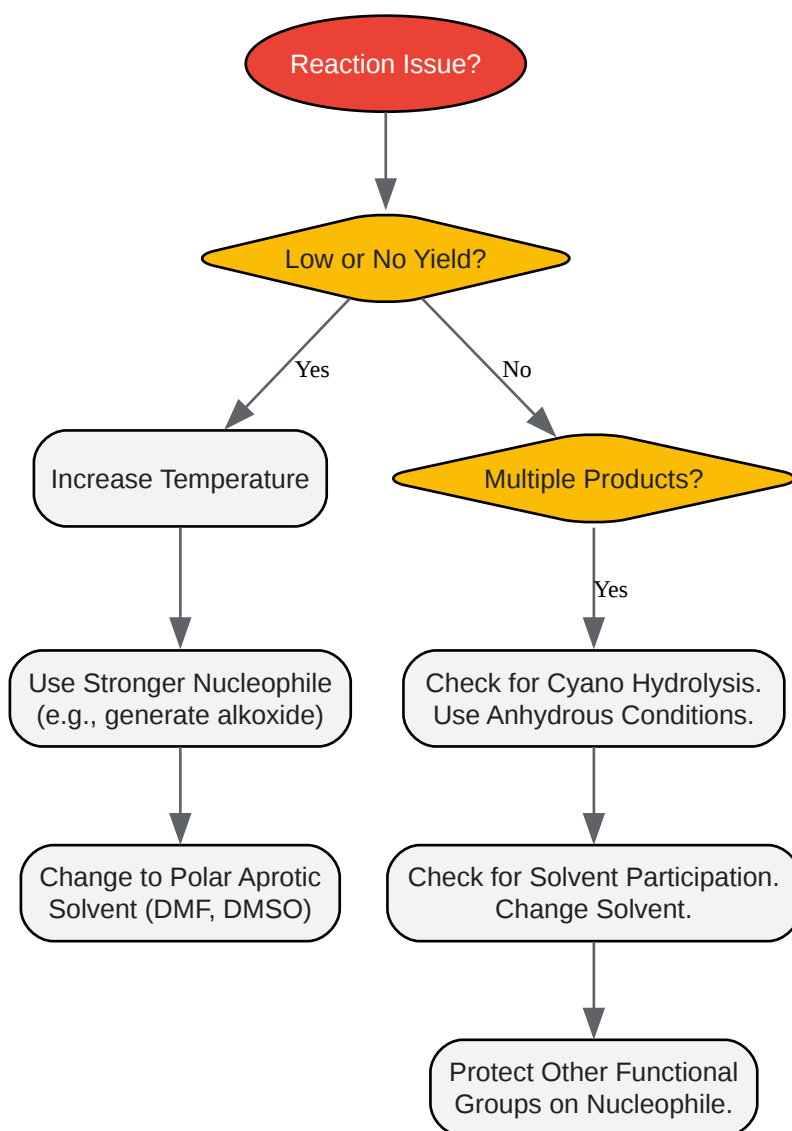 Reaction Issue?
Low or No Yield?
Yes
No
Increase Temperature
Multiple Products?
Yes
Use Stronger Nucleophile
(e.g., generate alkoxide)
Check for Cyano Hydrolysis.
Use Anhydrous Conditions.
Change to Polar Aprotic
Solvent (DMF, DMSO)
Check for Solvent Participation.
Change Solvent.
Protect Other Functional
Groups on Nucleophile.